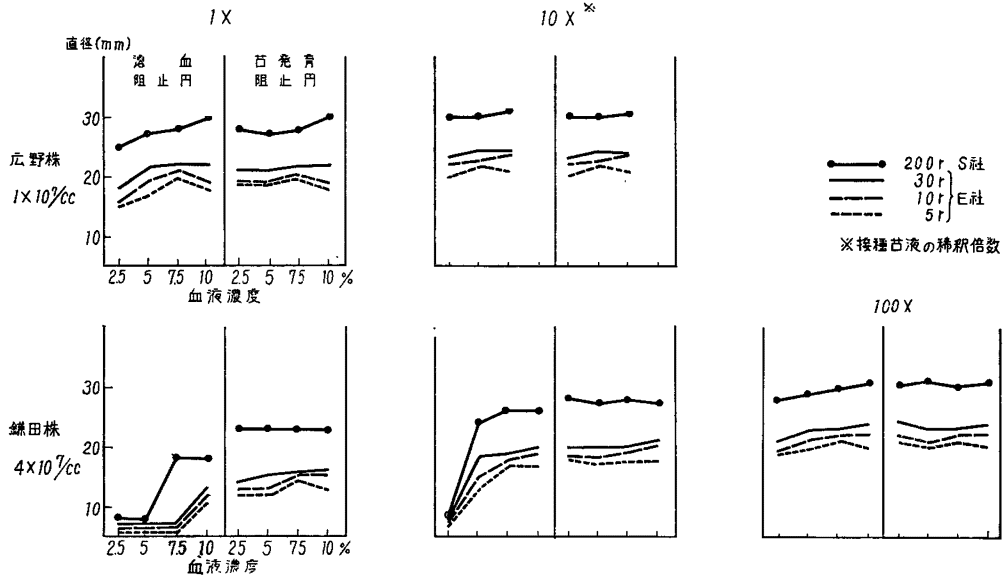 1X
10X※
直径(mm)
溶血
阻止円
苔発育
阻止円
30
20
10
広野株
1×10⁷/cc
2.5 5 7.5 10 2.5 5 7.5 10 %
血液濃度
200r S社
30r
10r E社
5r
※接種苔液の稀釈倍数
100X
30
20
10
鎌田株
4×10⁷/cc
2.5 5 7.5 10 2.5 5 7.5 10 %
血液濃度